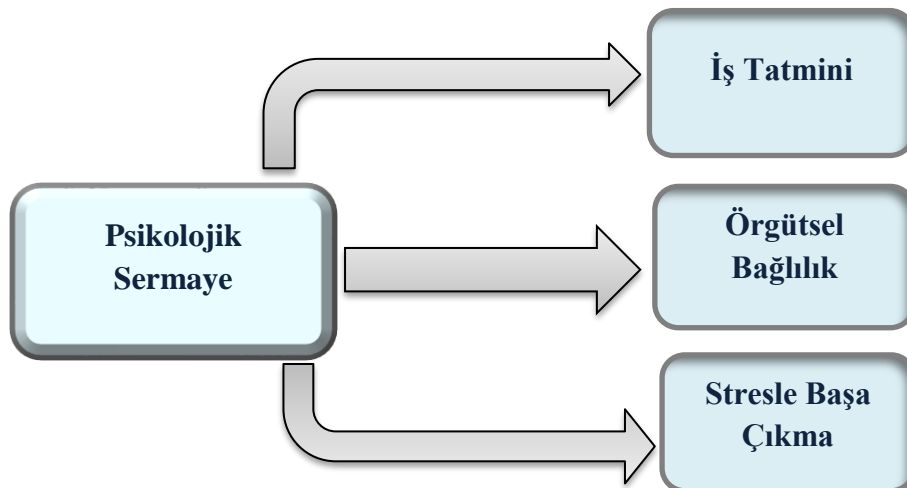 İş Tatmini
Psikolojik
Sermaye
Örgütsel
Bağlılık
Stresle Başa
Çıkma